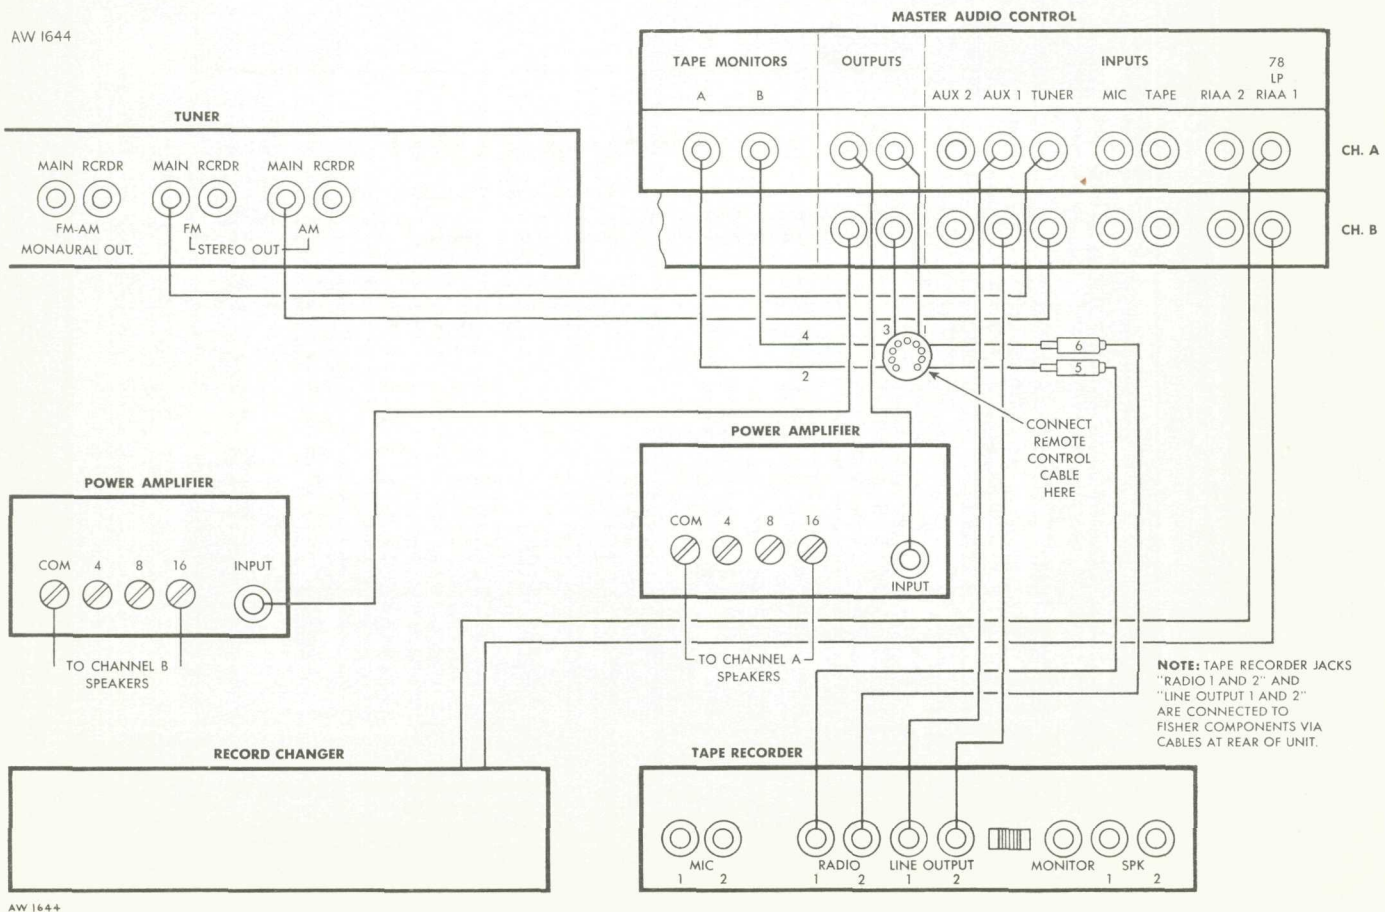 MASTER AUDIO CONTROL
AW 1644
TAPE MONITORS
OUTPUTS
INPUTS
78
LP
A B
AUX 2 AUX 1 TUNER MIC TAPE RIAA 2 RIAA 1
CH. A
CH. B
TUNER
MAIN RCRDR MAIN RCRDR MAIN RCRDR
FM-AM FM AM
MONAURAL OUT. STEREO OUT
4
3
1
2
6
5
CONNECT
REMOTE
CONTROL
CABLE
HERE
POWER AMPLIFIER
COM 4 8 16
INPUT
TO CHANNEL A
SPEAKERS
POWER AMPLIFIER
COM 4 8 16 INPUT
TO CHANNEL B
SPEAKERS
NOTE: TAPE RECORDER JACKS
"RADIO 1 AND 2" AND
"LINE OUTPUT 1 AND 2"
ARE CONNECTED TO
FISHER COMPONENTS VIA
CABLES AT REAR OF UNIT.
RECORD CHANGER
TAPE RECORDER
MIC RADIO LINE OUTPUT MONITOR SPK
1 2 1 2 1 2 1 2
AW 1644